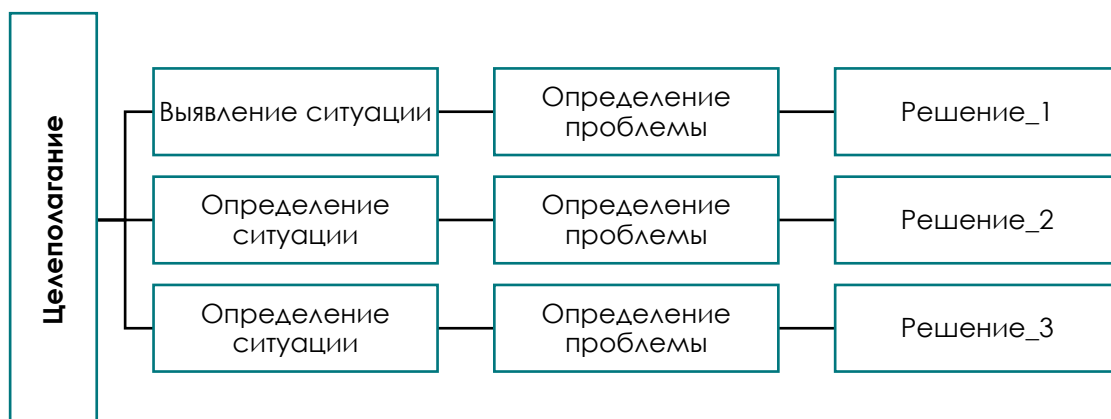 Целеполагание
Выявление ситуации
Определение
проблемы
Решение_1
Определение
ситуации
Определение
проблемы
Решение_2
Определение
ситуации
Определение
проблемы
Решение_3